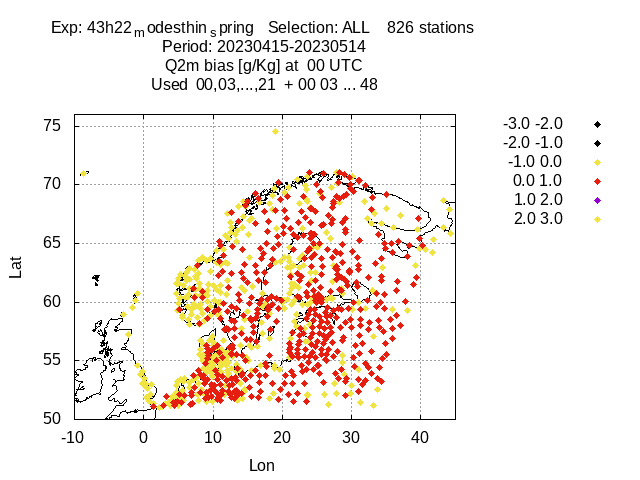 Exp: 43h22modesthinspring Selection: ALL 826 stations
Period: 20230415-20230514
Q2m bias [g/Kg] at 00 UTC
Used 00,03,...,21 + 00 03 ... 48
-3.0 -2.0
-2.0 -1.0
-1.0 0.0
0.0 1.0
1.0 2.0
2.0 3.0
75
70
65
60
55
50
Lat
-10 0 10 20 30 40
Lon